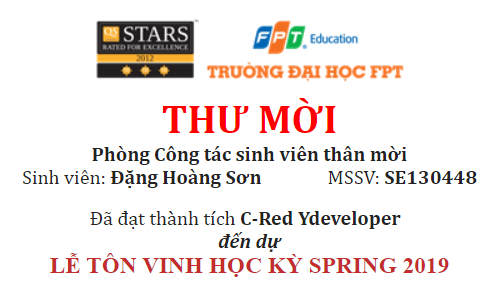 QS STARS
RATED FOR EXCELLENCE
2012
FPT Education
TRƯỜNG ĐẠI HỌC FPT
THƯ MỜI
Phòng Công tác sinh viên thân mời
Sinh viên: Đặng Hoàng Sơn MSSV: SE130448
Đã đạt thành tích C-Red Ydeveloper
đến dự
LỄ TÔN VINH HỌC KỲ SPRING 2019